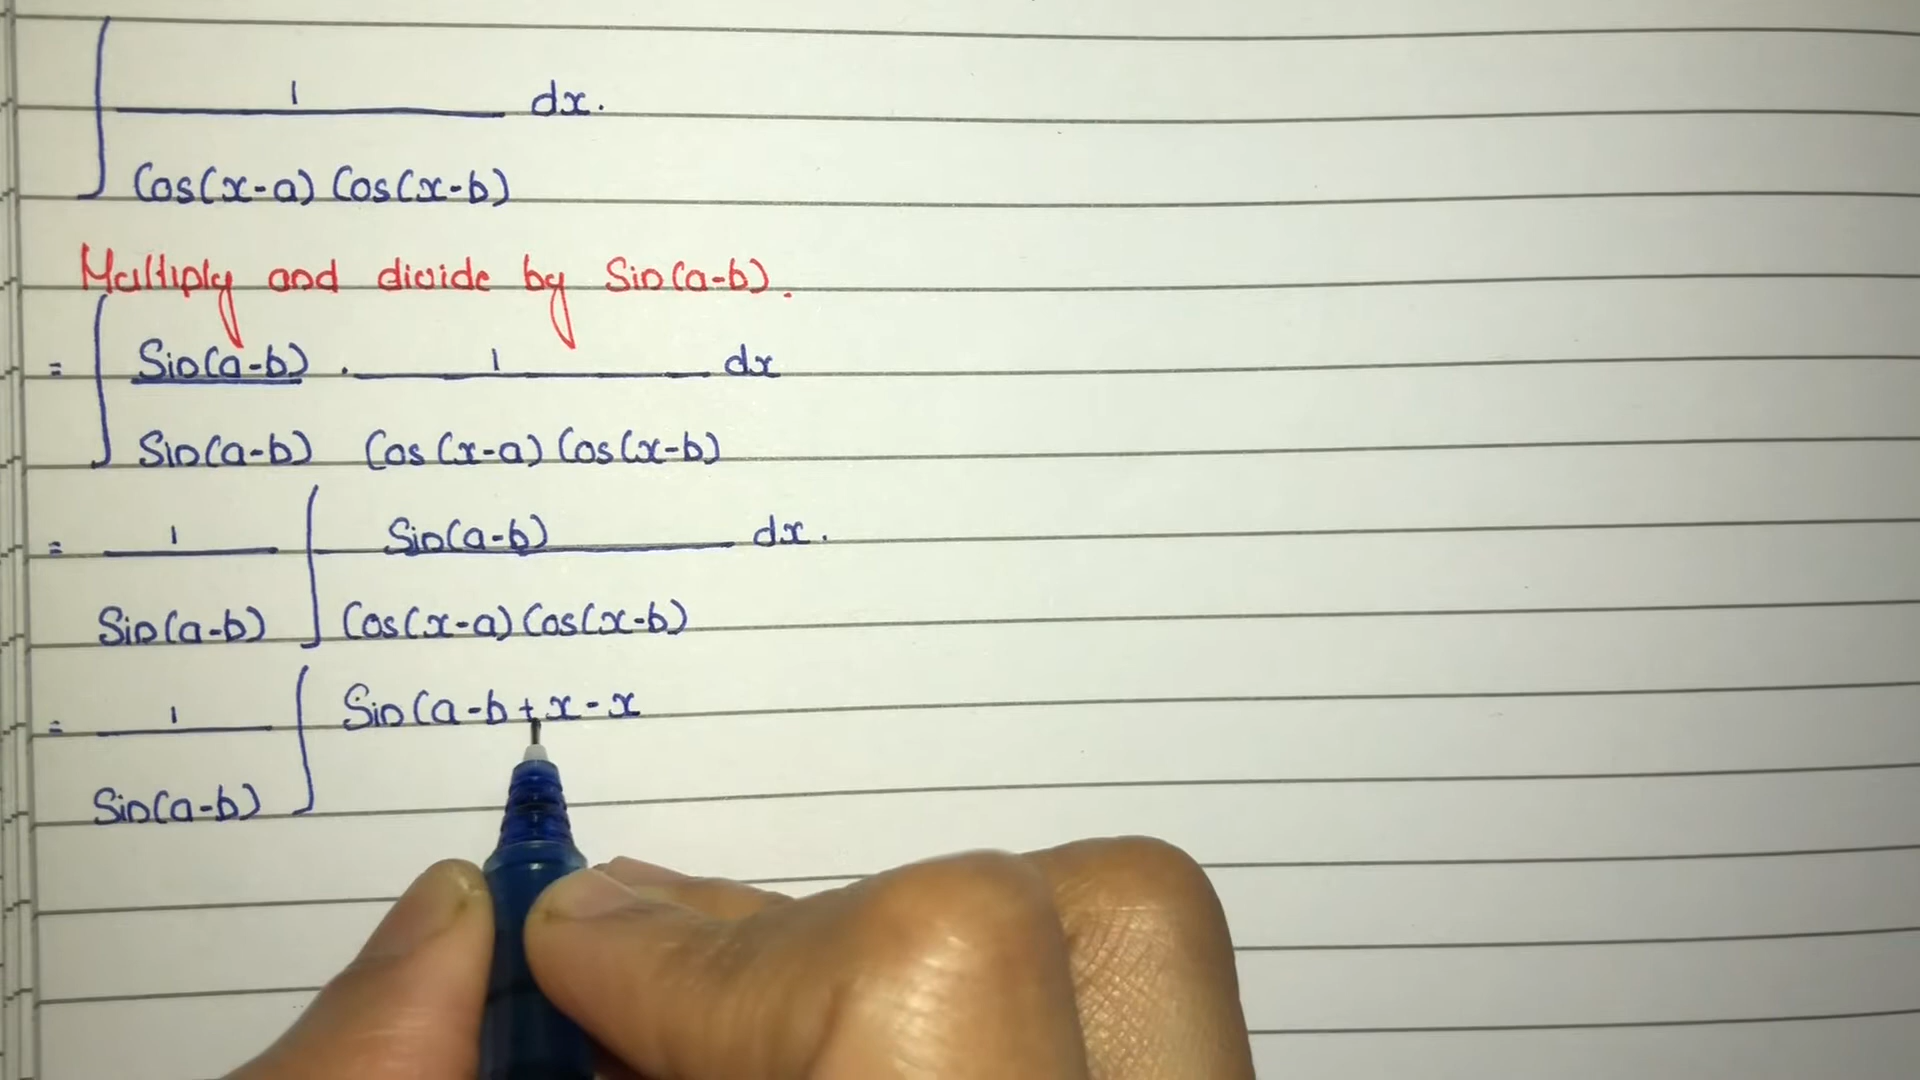 ∫ 1 dx.
Cos(x-a) Cos(x-b)
Multiply and divide by Sin(a-b).
= ∫ Sin(a-b) . 1 dx
Sin(a-b) Cos(x-a) Cos(x-b)
= 1 ∫ Sin(a-b) dx.
Sin(a-b) Cos(x-a) Cos(x-b)
= 1 ∫ Sin(a-b+x-x
Sin(a-b)